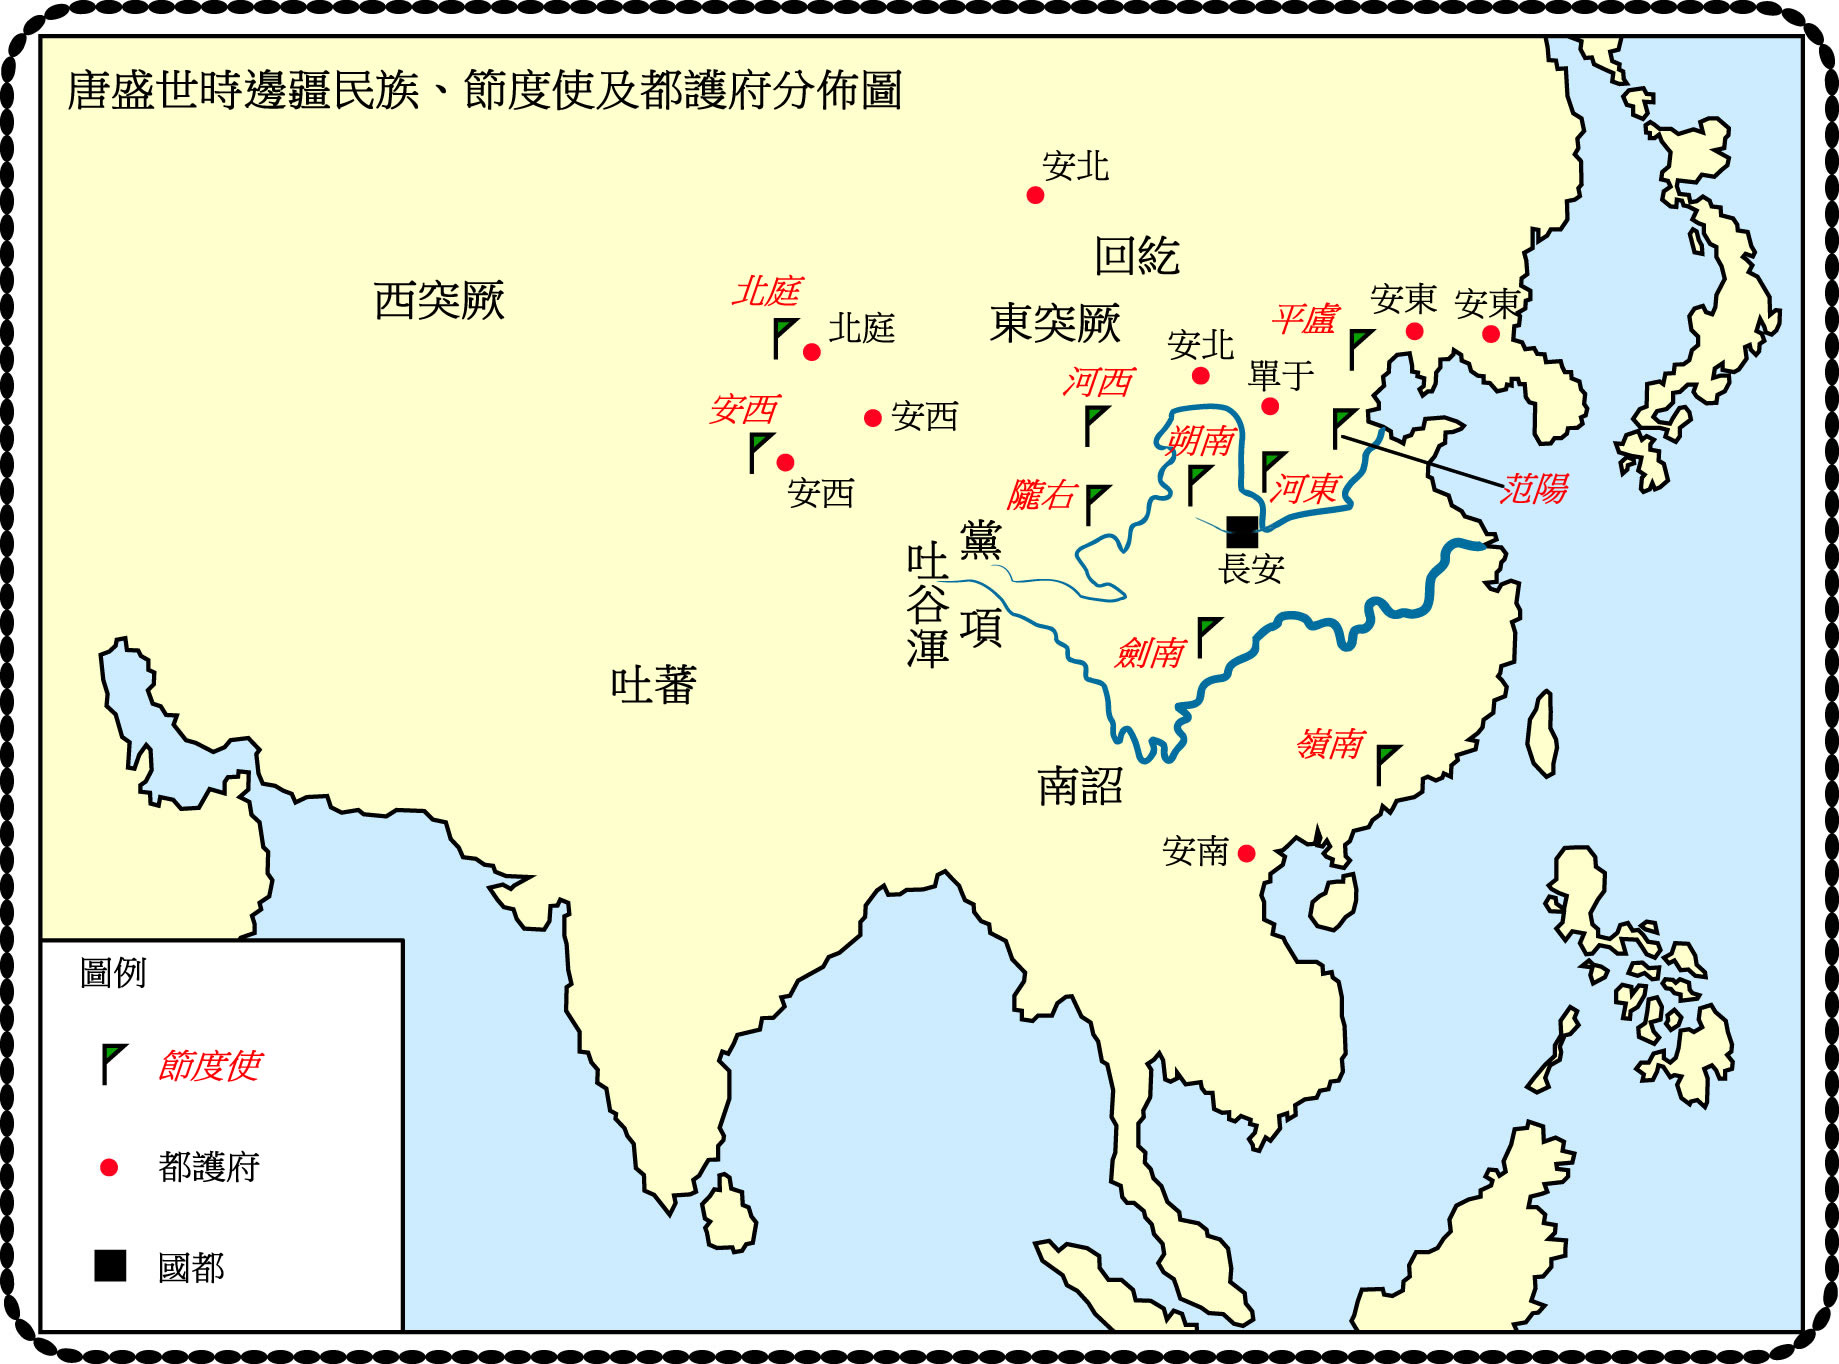 唐盛世時邊疆民族、節度使及都護府分佈圖
安北
回紇
西突厥
北庭
北庭
東突厥
平盧
安東
安東
安北
單于
河西
安西
安西
安西
朔南
隴右
河東
范陽
長安
黨項
吐谷渾
劍南
吐蕃
嶺南
南詔
安南
圖例
節度使
都護府
國都